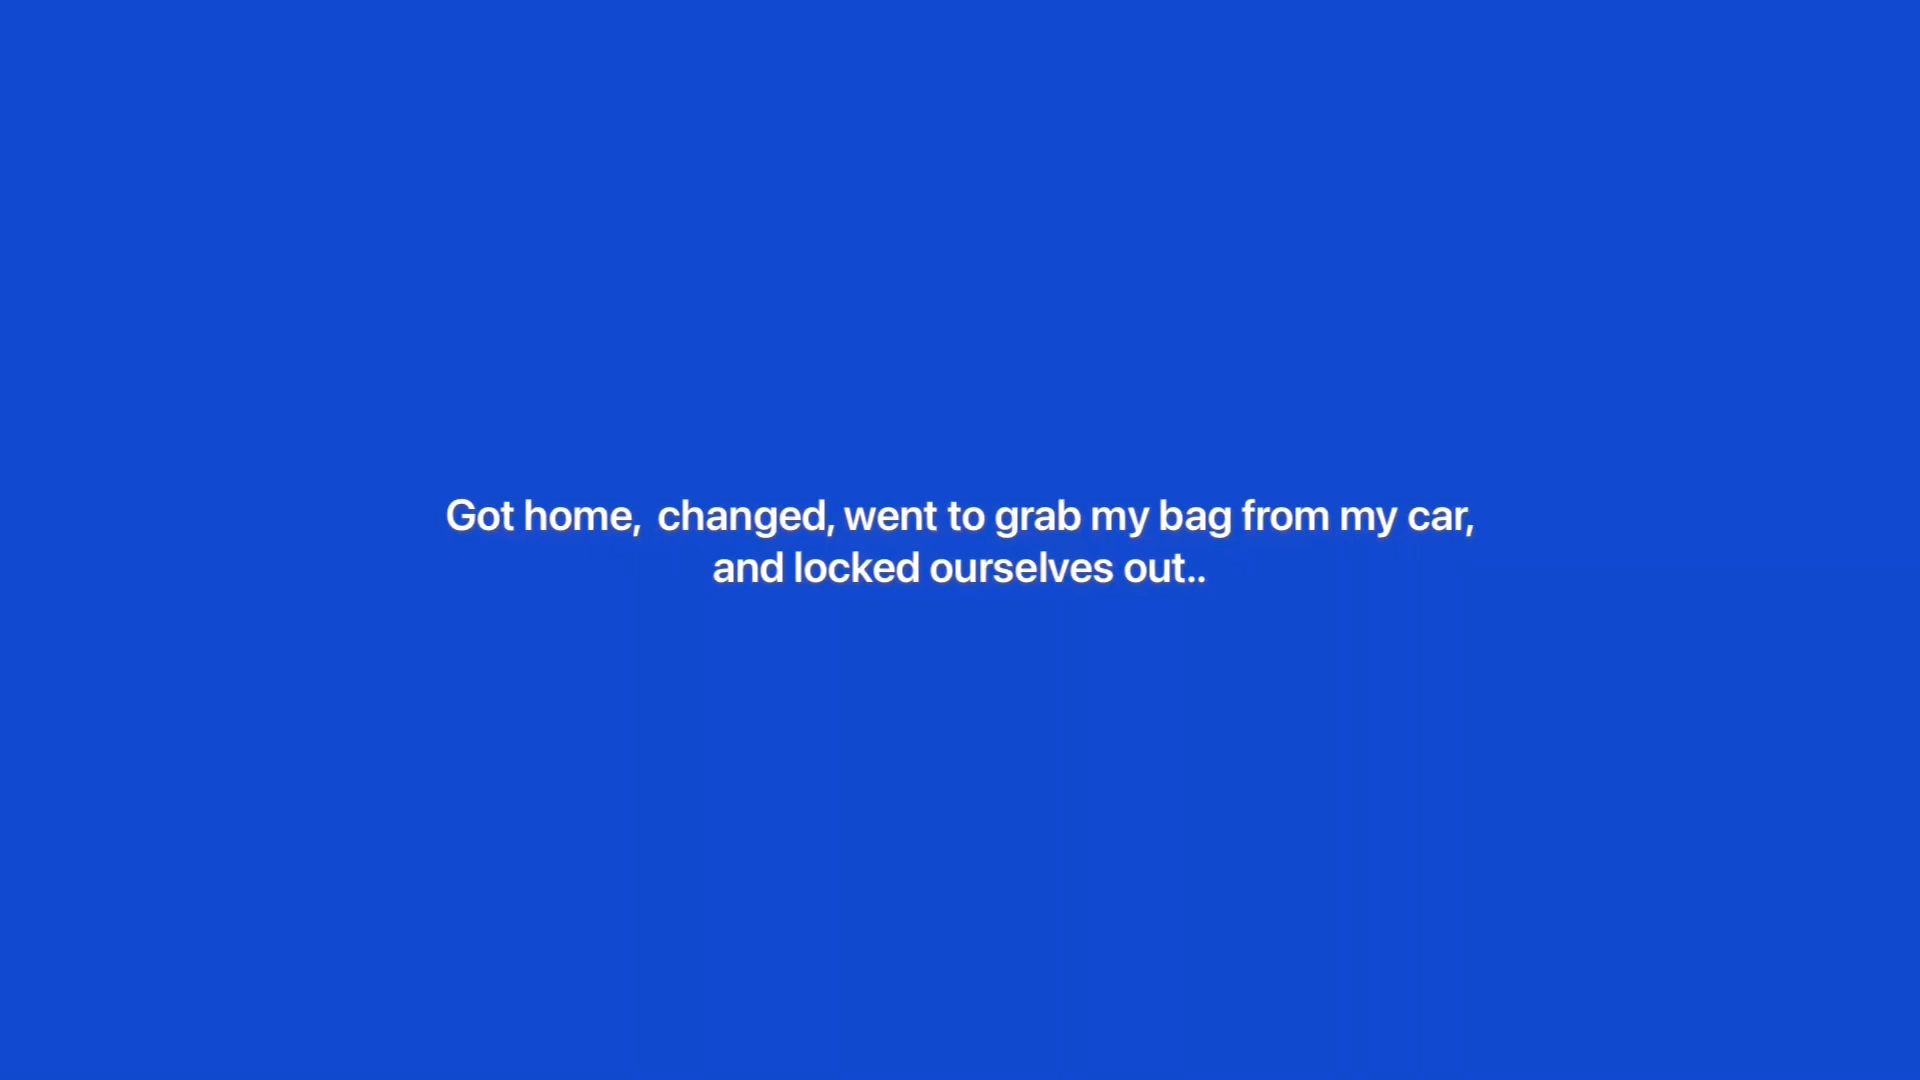 Got home,  changed, went to grab my bag from my car,
and locked ourselves out..